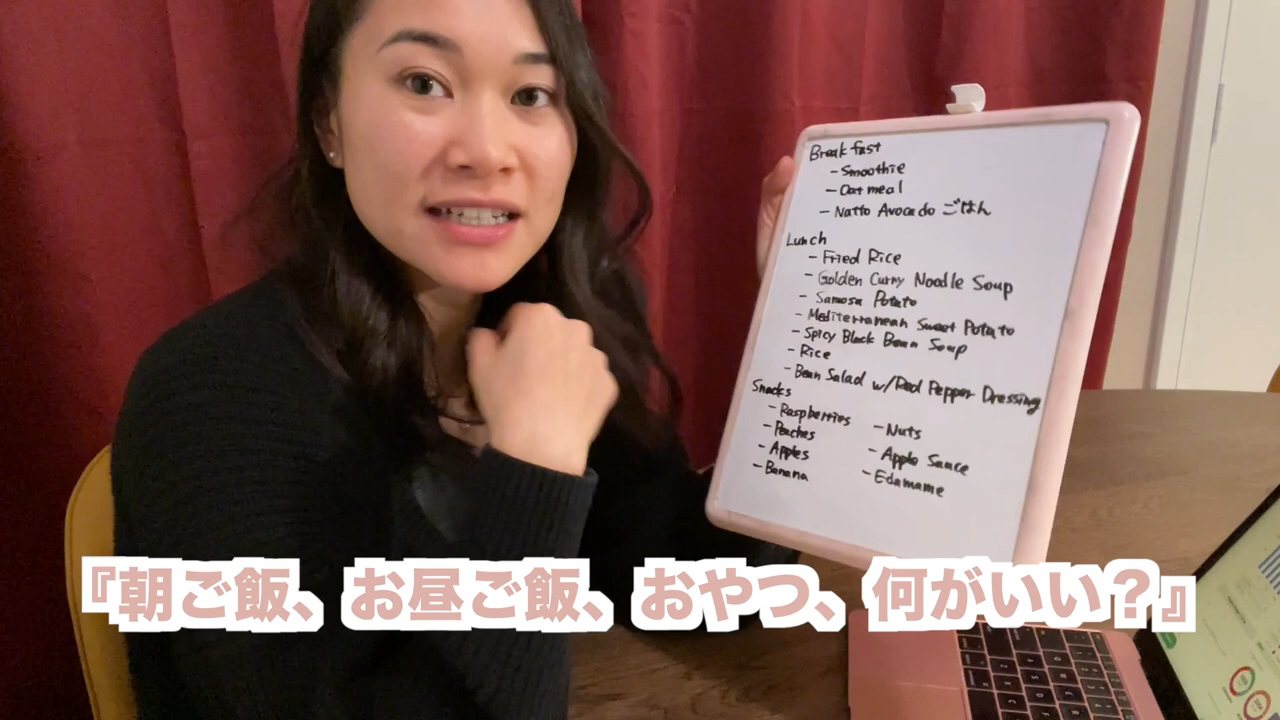 Breakfast
- Smoothie
- Oatmeal
- Natto Avocado ごはん
Lunch
- Fried Rice
- Golden Curry Noodle Soup
- Samosa Potato
- Mediterranean Sweet Potato
- Spicy Black Bean Soup
- Rice
- Bean Salad w/Red Pepper Dressing
Snacks
- Raspberries
- Peaches
- Apples
- Banana
- Nuts
- Apple Sauce
- Edamame
『朝ご飯、お昼ご飯、おやつ、何がいい？』